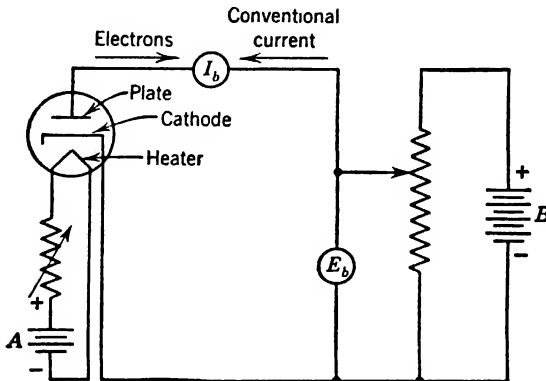 Conventional
Electrons current
I_b
Plate
Cathode
Heater
+
B
-
E_b
+
A
-